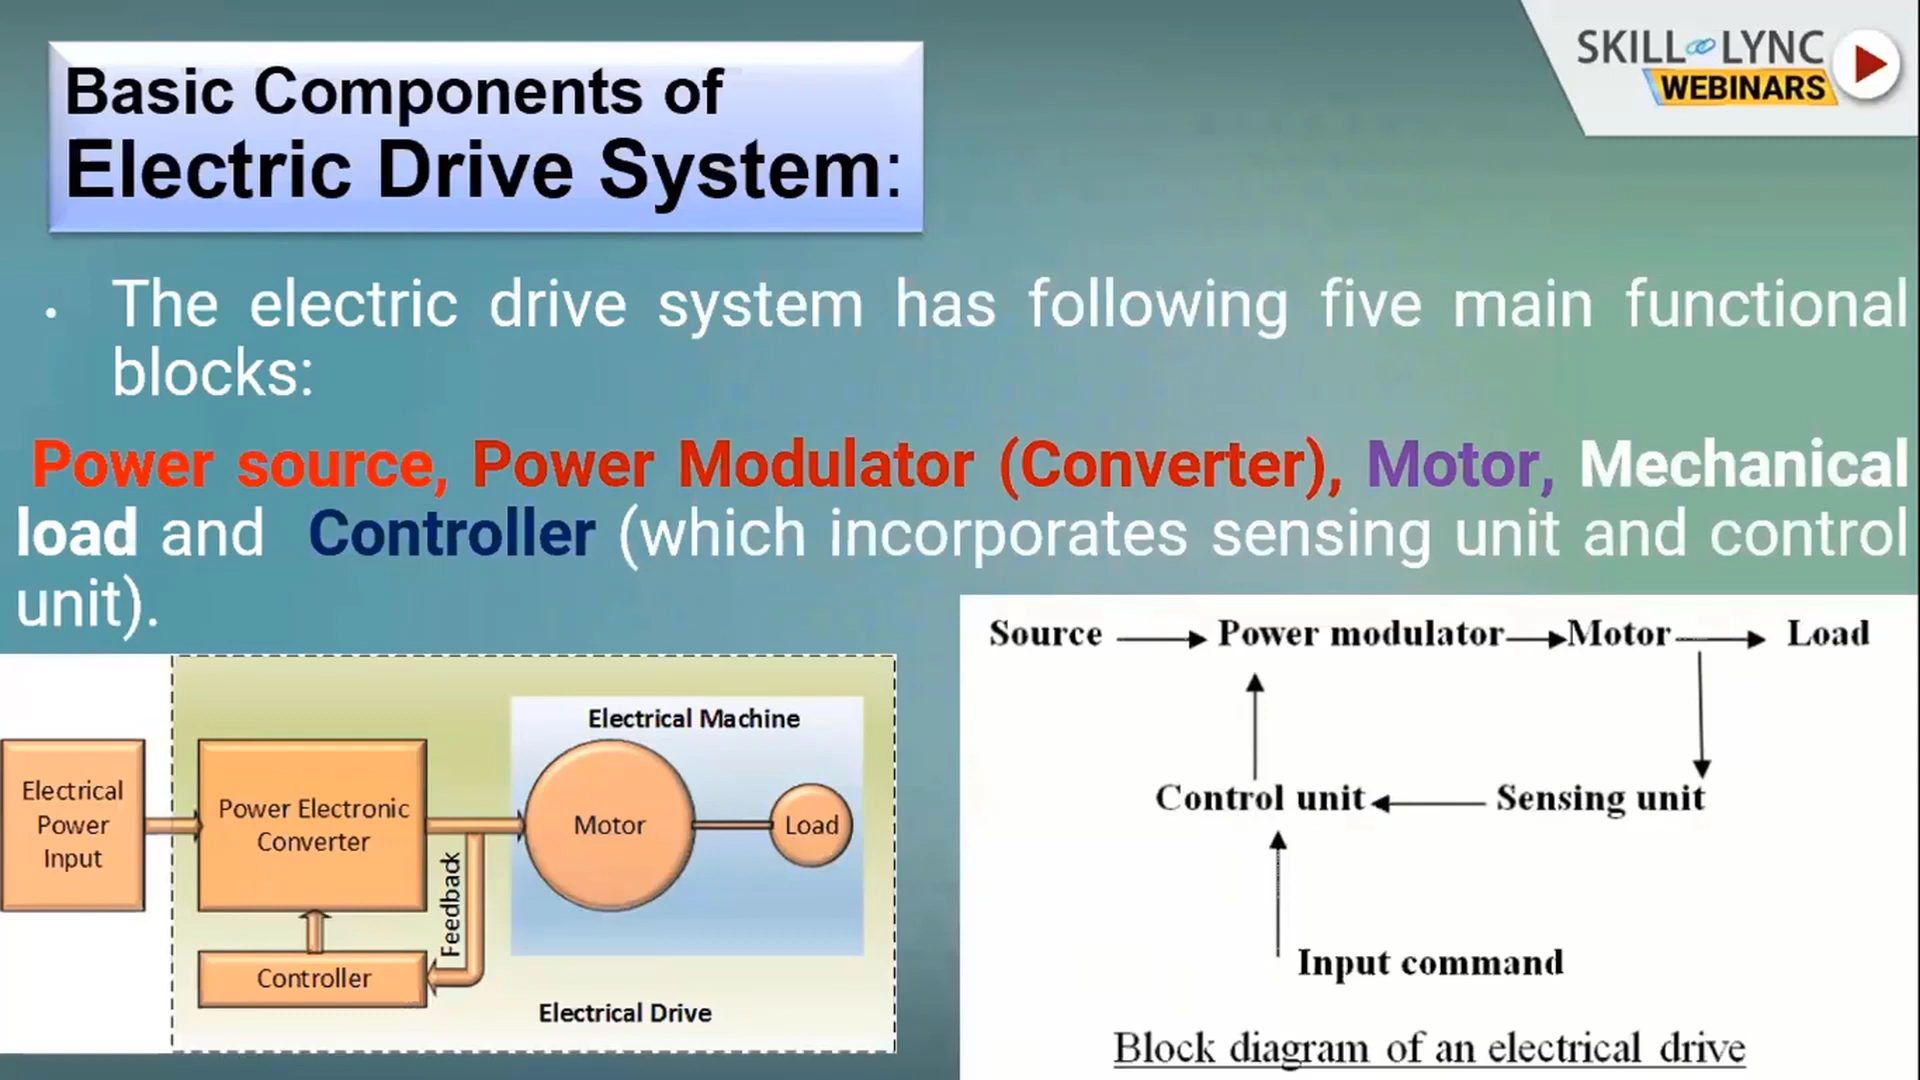 SKILL LYNC
WEBINARS
Basic Components of
Electric Drive System:
• The electric drive system has following five main functional
blocks:
Power source, Power Modulator (Converter), Motor, Mechanical
load and Controller (which incorporates sensing unit and control
unit).
Electrical
Power
Input
Power Electronic
Converter
Controller
Feedback
Electrical Machine
Motor
Load
Electrical Drive
Source Power modulator Motor Load
Control unit Sensing unit
Input command
Block diagram of an electrical drive